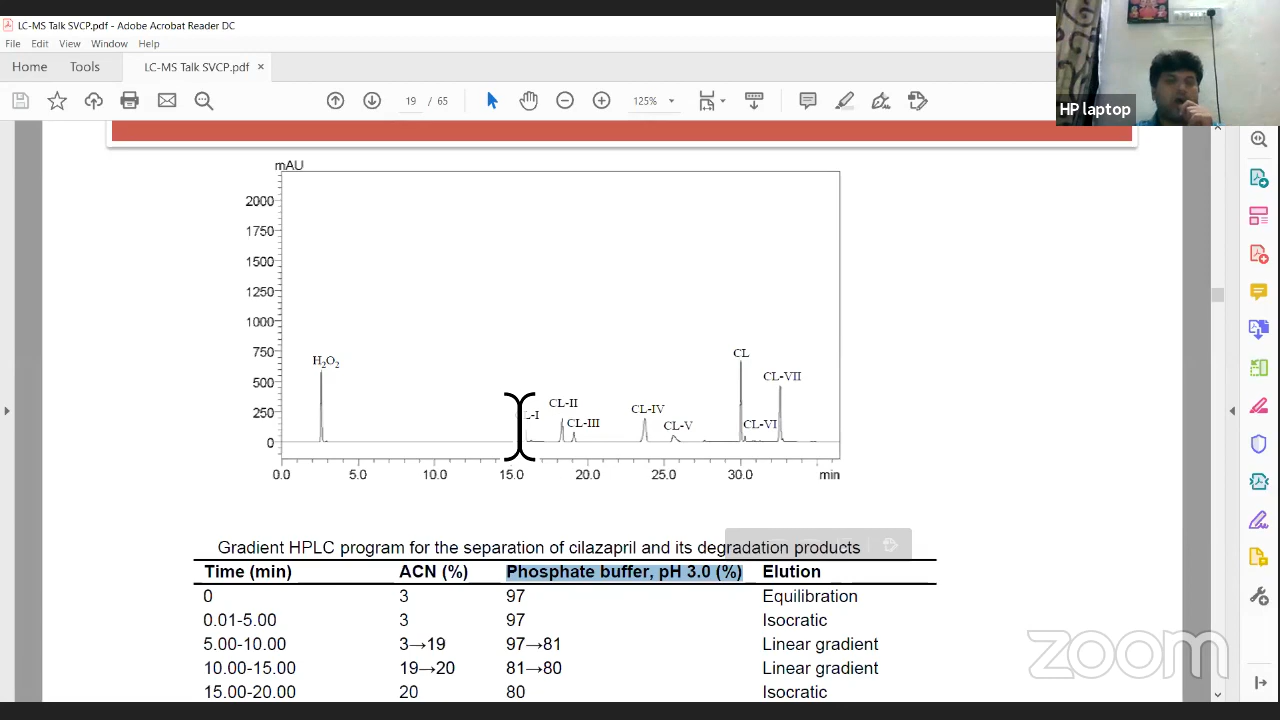 LC-MS Talk SVCP.pdf - Adobe Acrobat Reader DC
File Edit View Window Help
Home Tools LC-MS Talk SVCP.pdf ×
19 / 65 125%
HP laptop
mAU
2000
1750
1500
1250
1000
750
500
250
0
H2O2
CL-II
CL-III
CL-IV
CL-V
CL
CL-VI
CL-VII
0.0 5.0 10.0 15.0 20.0 25.0 30.0 min
Gradient HPLC program for the separation of cilazapril and its degradation products
Time (min) ACN (%) Phosphate buffer, pH 3.0 (%) Elution
0 3 97 Equilibration
0.01-5.00 3 97 Isocratic
5.00-10.00 3→19 97→81 Linear gradient
10.00-15.00 19→20 81→80 Linear gradient
15.00-20.00 20 80 Isocratic
zoom